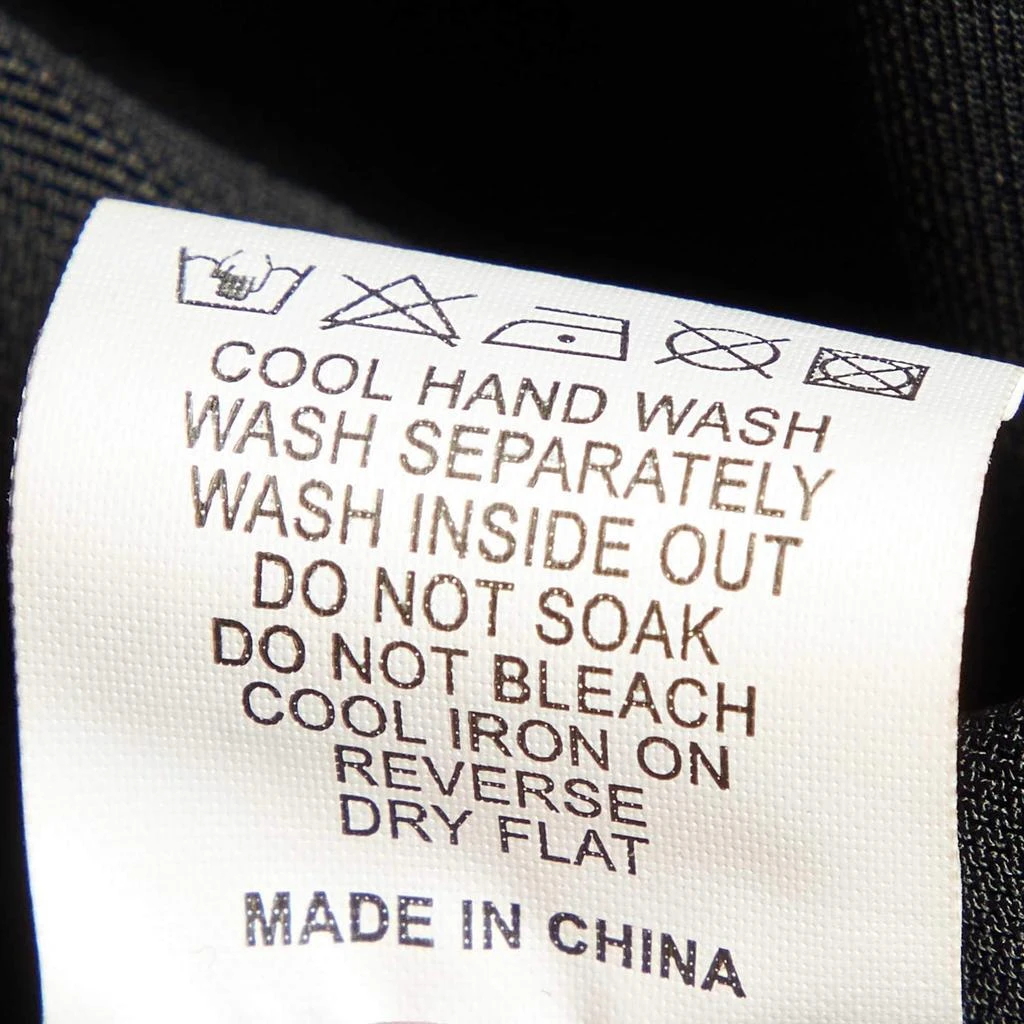 COOL HAND WASH
WASH SEPARATELY
WASH INSIDE OUT
DO NOT SOAK
DO NOT BLEACH
COOL IRON ON
REVERSE
DRY FLAT
MADE IN CHINA